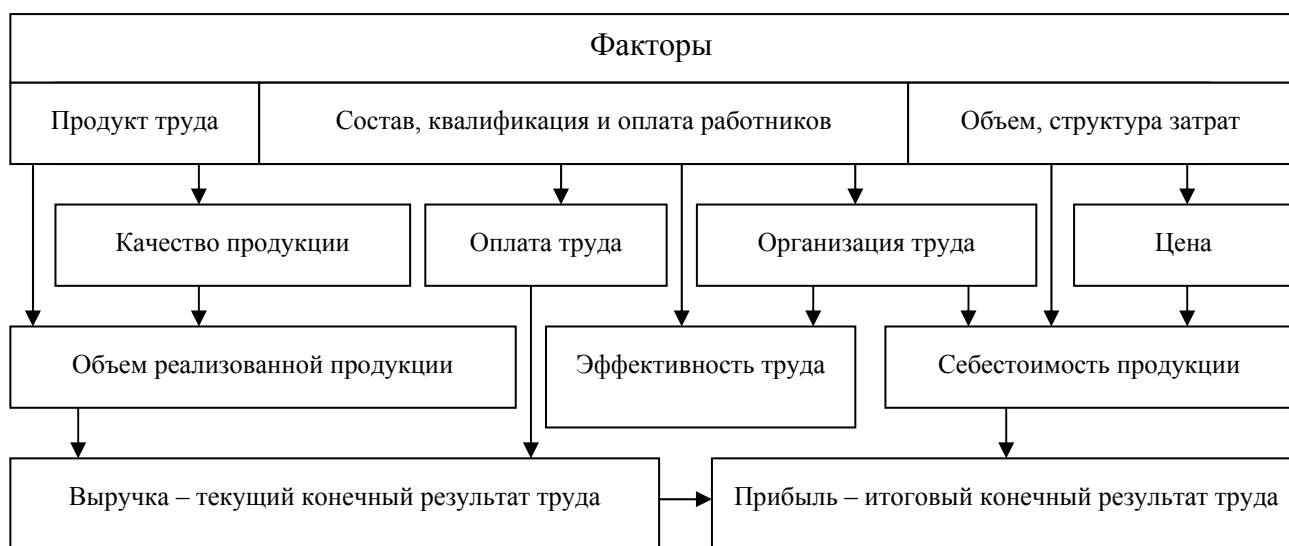 Факторы
Продукт труда
Состав, квалификация и оплата работников
Объем, структура затрат
Качество продукции
Оплата труда
Организация труда
Цена
Объем реализованной продукции
Эффективность труда
Себестоимость продукции
Выручка – текущий конечный результат труда
Прибыль – итоговый конечный результат труда